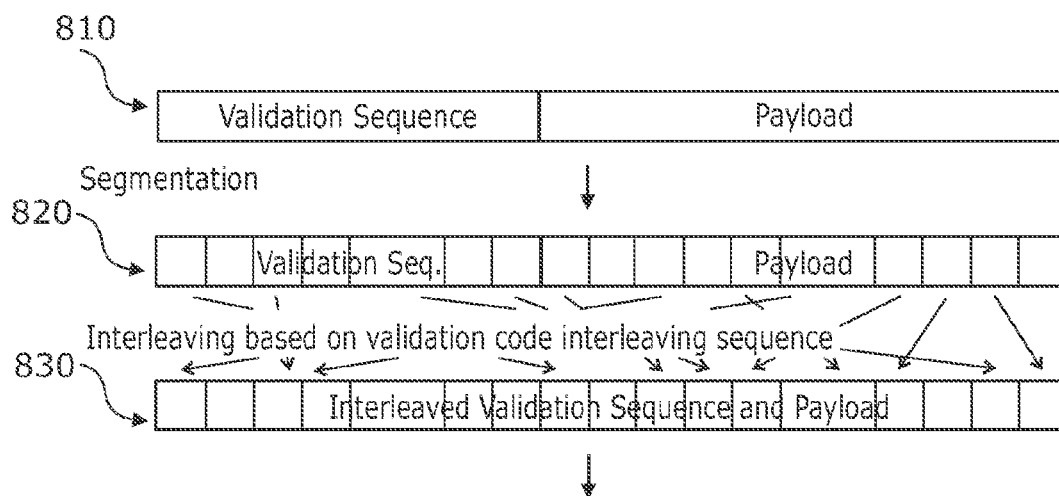 810
Validation Sequence Payload
Segmentation
820
Validation Seq. Payload
Interleaving based on validation code interleaving sequence
830
Interleaved Validation Sequence and Payload